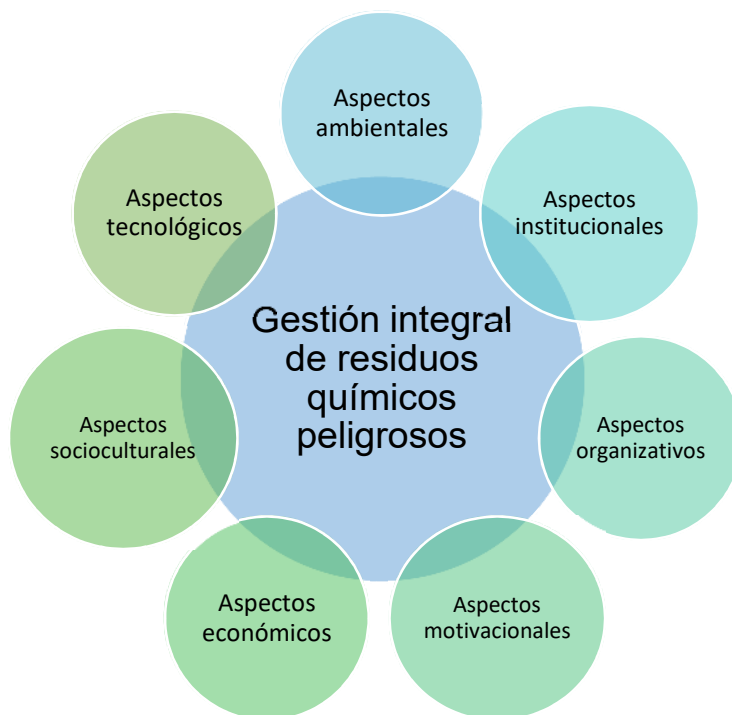 Aspectos
ambientales
Aspectos
tecnológicos
Aspectos
institucionales
Gestión integral
de residuos
químicos
peligrosos
Aspectos
socioculturales
Aspectos
organizativos
Aspectos
económicos
Aspectos
motivacionales